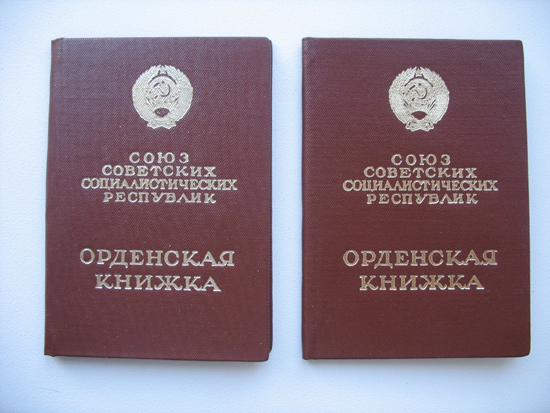 СОЮЗ
СОВЕТСКИХ
СОЦИАЛИСТИЧЕСКИХ
РЕСПУБЛИК
ОРДЕНСКАЯ
КНИЖКА
СОЮЗ
СОВЕТСКИХ
СОЦИАЛИСТИЧЕСКИХ
РЕСПУБЛИК
ОРДЕНСКАЯ
КНИЖКА